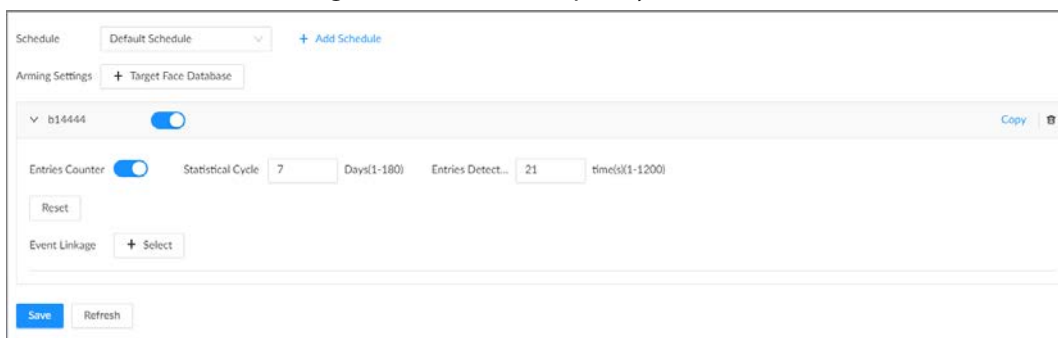 Schedule Default Schedule + Add Schedule
Arming Settings + Target Face Database
b14444 Copy
Entries Counter Statistical Cycle 7 Days(1-180) Entries Detect... 21 time(s)(1-1200)
Reset
Event Linkage + Select
Save Refresh